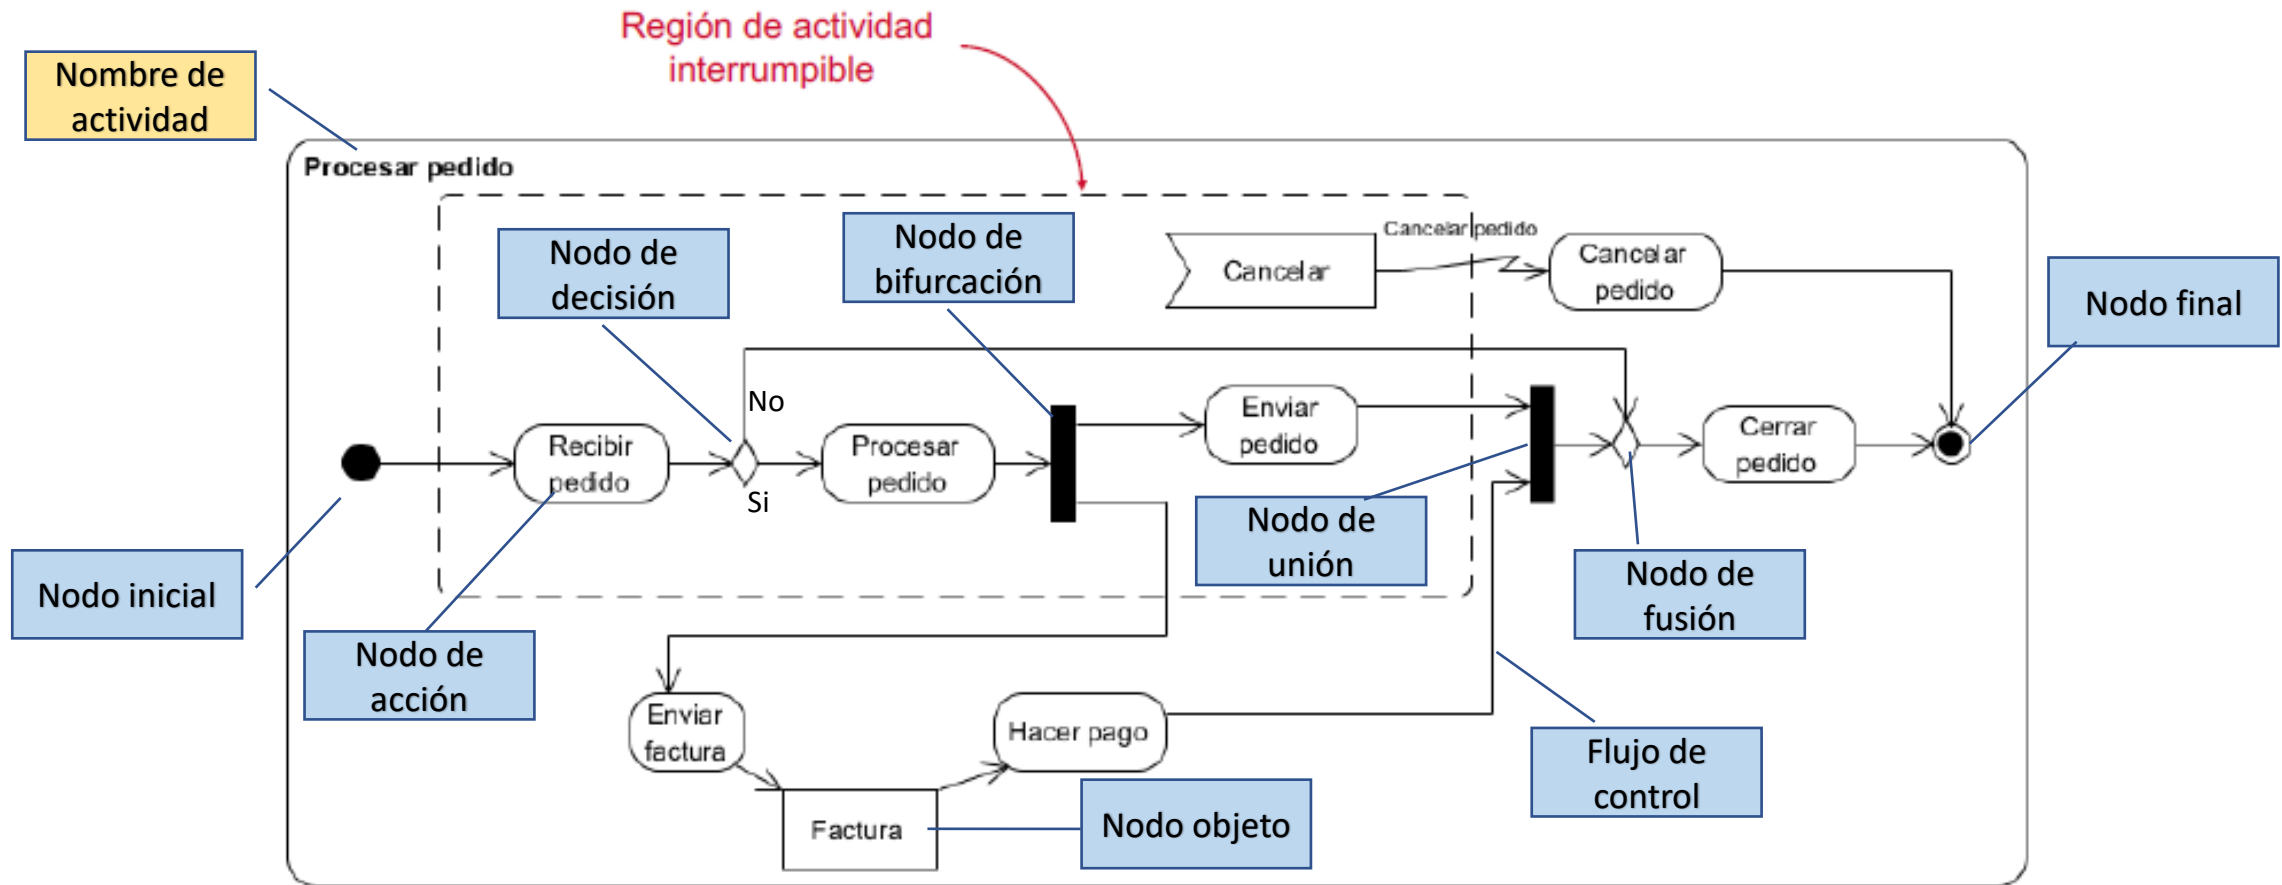 Región de actividad
interrumpible
Nombre de
actividad
Procesar pedido
Nodo de
decisión
Nodo de
bifurcación
Cancelar
Cancelar pedido
Cancelar
pedido
Nodo final
No
Si
Recibir
pedido
Procesar
pedido
Enviar
pedido
Cerrar
pedido
Nodo inicial
Nodo de
acción
Nodo de
unión
Nodo de
fusión
Enviar
factura
Hacer pago
Flujo de
control
Factura
Nodo objeto